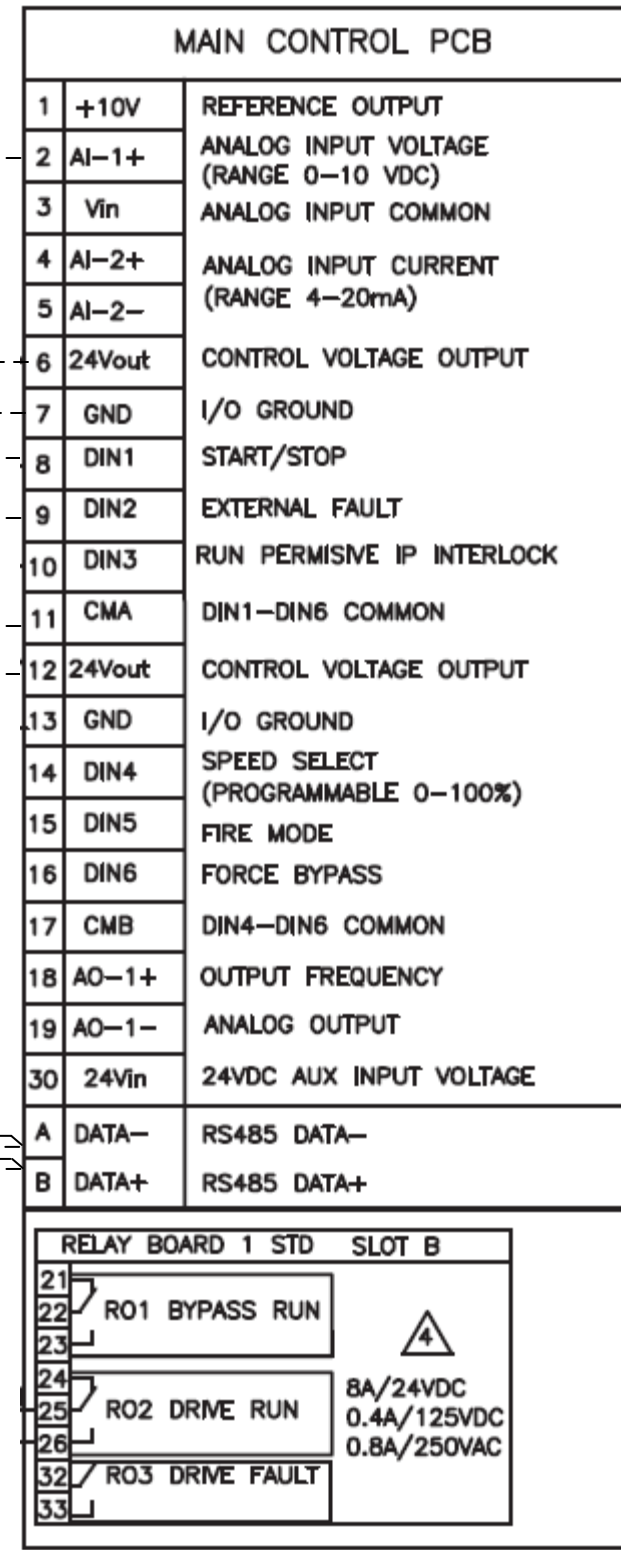 MAIN CONTROL PCB
1 +10V REFERENCE OUTPUT
2 AI-1+ ANALOG INPUT VOLTAGE
(RANGE 0-10 VDC)
3 Vin ANALOG INPUT COMMON
4 AI-2+ ANALOG INPUT CURRENT
5 AI-2- (RANGE 4-20mA)
6 24Vout CONTROL VOLTAGE OUTPUT
7 GND I/O GROUND
8 DIN1 START/STOP
9 DIN2 EXTERNAL FAULT
10 DIN3 RUN PERMISIVE IP INTERLOCK
11 CMA DIN1-DIN6 COMMON
12 24Vout CONTROL VOLTAGE OUTPUT
13 GND I/O GROUND
14 DIN4 SPEED SELECT
(PROGRAMMABLE 0-100%)
15 DIN5 FIRE MODE
16 DIN6 FORCE BYPASS
17 CMB DIN4-DIN6 COMMON
18 AO-1+ OUTPUT FREQUENCY
19 AO-1- ANALOG OUTPUT
30 24Vin 24VDC AUX INPUT VOLTAGE
A DATA- RS485 DATA-
B DATA+ RS485 DATA+
RELAY BOARD 1 STD SLOT B
21
22 RO1 BYPASS RUN
23
4
24
25 RO2 DRIVE RUN
26
8A/24VDC
0.4A/125VDC
0.8A/250VAC
32 RO3 DRIVE FAULT
33